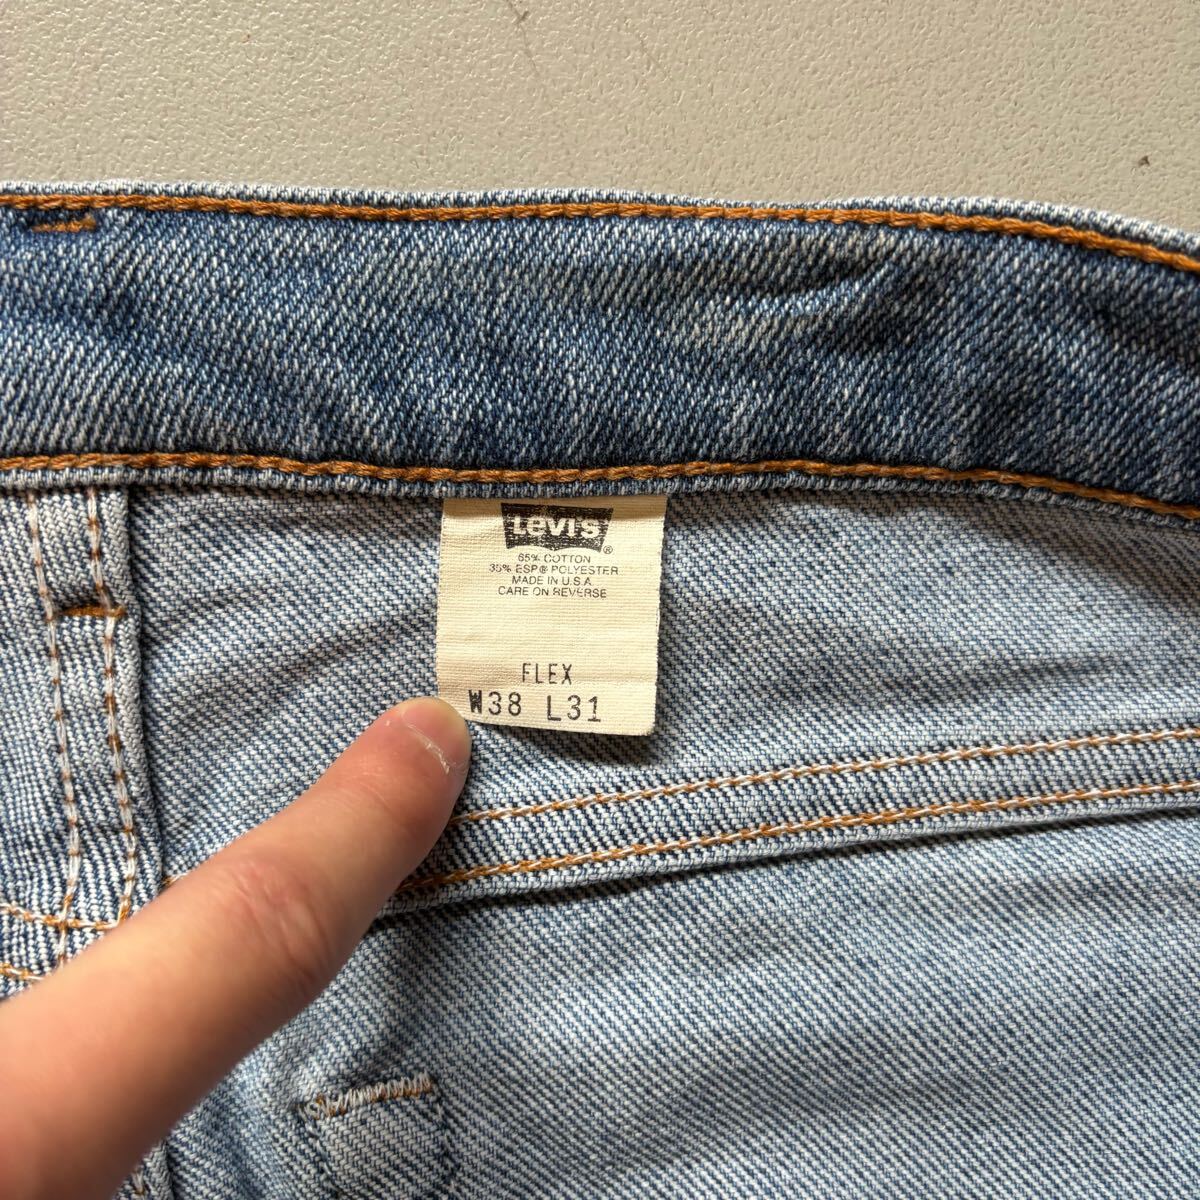 Levi's ®
65% COTTON
35% ESP® POLYESTER
MADE IN U.S.A.
CARE ON REVERSE
FLEX
W38 L31